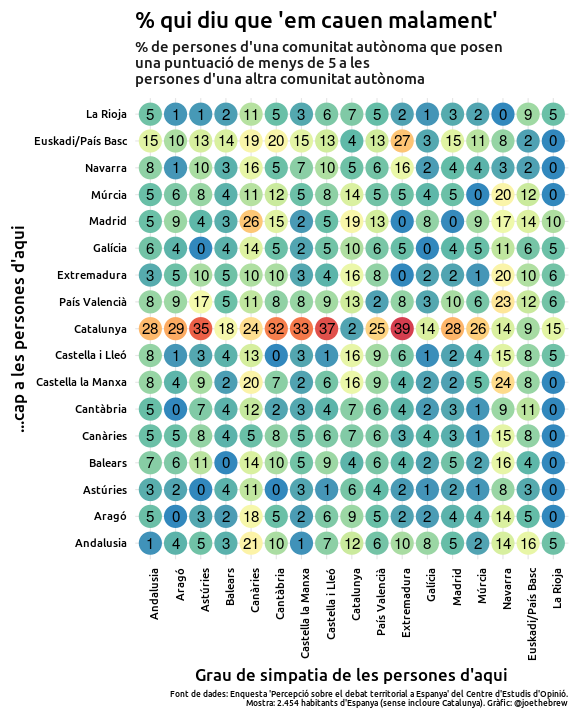 % qui diu que 'em cauen malament'
% de persones d'una comunitat autònoma que posen
una puntuació de menys de 5 a les
persones d'una altra comunitat autònoma
...cap a les persones d'aquí
La Rioja 5 1 1 2 11 5 3 6 7 5 2 1 3 2 0 9 5
Euskadi/País Basc 15 10 13 14 19 20 15 13 4 13 27 3 15 11 8 2 0
Navarra 8 1 10 3 16 5 7 10 5 6 16 2 4 4 3 2 0
Múrcia 5 6 8 4 11 12 5 8 14 5 5 4 5 0 20 12 0
Madrid 5 9 4 3 26 15 2 5 19 13 0 8 0 9 17 14 10
Galícia 6 4 0 4 14 5 2 5 10 6 5 0 4 5 11 6 5
Extremadura 3 5 10 5 10 10 3 4 16 8 0 2 2 1 20 10 6
País Valencià 8 9 17 5 11 8 8 9 13 2 8 3 10 6 23 12 6
Catalunya 28 29 35 18 24 32 33 37 2 25 39 14 28 26 14 9 15
Castella i Lleó 8 1 3 4 13 0 3 1 16 9 6 1 2 4 15 8 5
Castella la Manxa 8 4 9 2 20 7 2 6 16 9 4 2 2 5 24 8 0
Cantàbria 5 0 7 4 12 2 3 4 7 6 4 2 3 1 9 11 0
Canàries 5 5 8 4 5 8 5 6 7 6 3 4 3 1 15 8 0
Balears 7 6 11 0 14 10 5 9 4 6 4 2 5 2 16 4 0
Astúries 3 2 0 4 11 0 3 1 6 4 2 1 2 1 8 3 0
Aragó 5 0 3 2 18 5 2 6 9 5 2 2 4 4 14 5 0
Andalusia 1 4 5 3 21 10 1 7 12 6 10 8 5 2 14 16 5
Andalusia
Aragó
Astúries
Balears
Canàries
Cantàbria
Castella la Manxa
Castella i Lleó
Catalunya
País Valencià
Extremadura
Galícia
Madrid
Múrcia
Navarra
Euskadi/País Basc
La Rioja
Grau de simpatia de les persones d'aquí
Font de dades: Enquesta 'Percepció sobre el debat territorial a Espanya' del Centre d'Estudis d'Opinió.
Mostra: 2.454 habitants d'Espanya (sense incloure Catalunya). Gràfic: @joethebrew